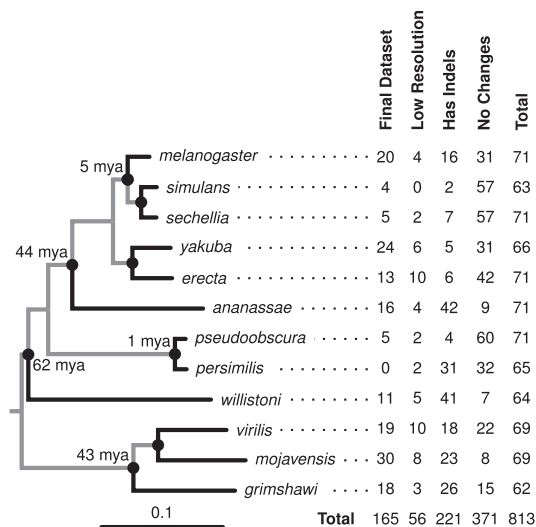 Final Dataset Low Resolution Has Indels No Changes Total
5 mya
melanogaster 20 4 16 31 71
simulans 4 0 2 57 63
sechellia 5 2 7 57 71
yakuba 24 6 5 31 66
44 mya
erecta 13 10 6 42 71
ananassae 16 4 42 9 71
1 mya
pseudoobscura 5 2 4 60 71
62 mya
persimilis 0 2 31 32 65
willistoni 11 5 41 7 64
virilis 19 10 18 22 69
43 mya
mojavensis 30 8 23 8 69
grimshawi 18 3 26 15 62
0.1
Total 165 56 221 371 813